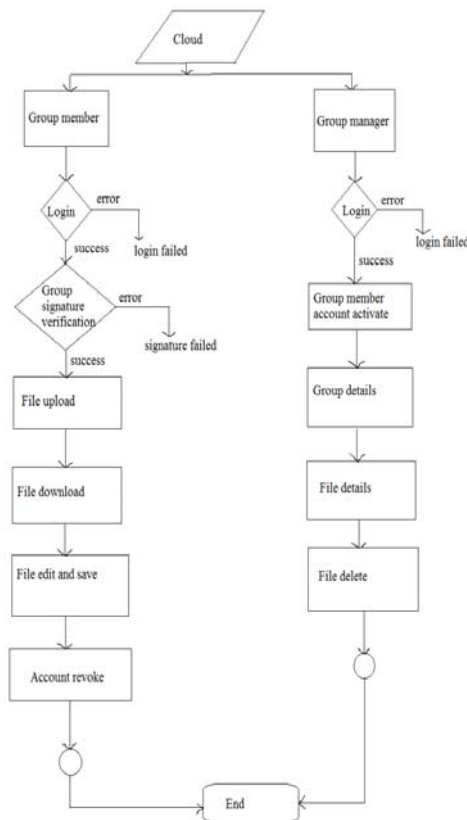 Cloud
Group member
Group manager
Login
error
login failed
success
Login
error
login failed
success
Group
signature
verification
error
signature failed
success
Group member
account activate
File upload
Group details
File download
File details
File edit and save
File delete
Account revoke
End